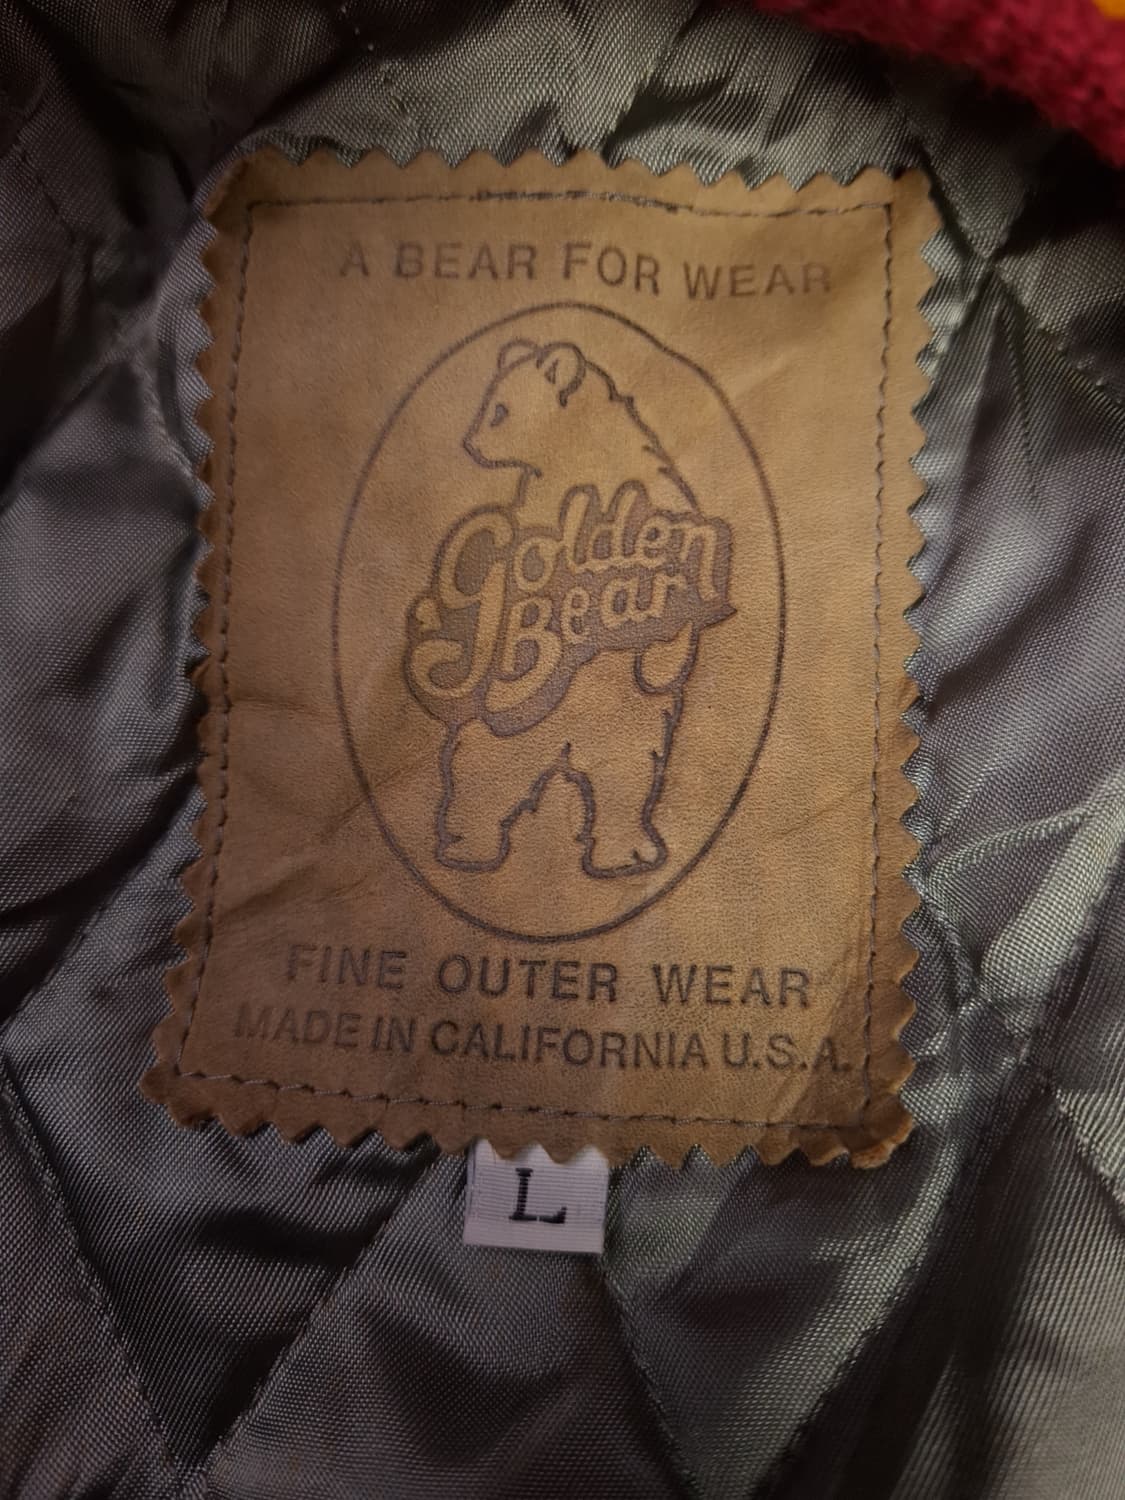 A BEAR FOR WEAR
Golden
Bear
FINE OUTER WEAR
MADE IN CALIFORNIA U.S.A.
L